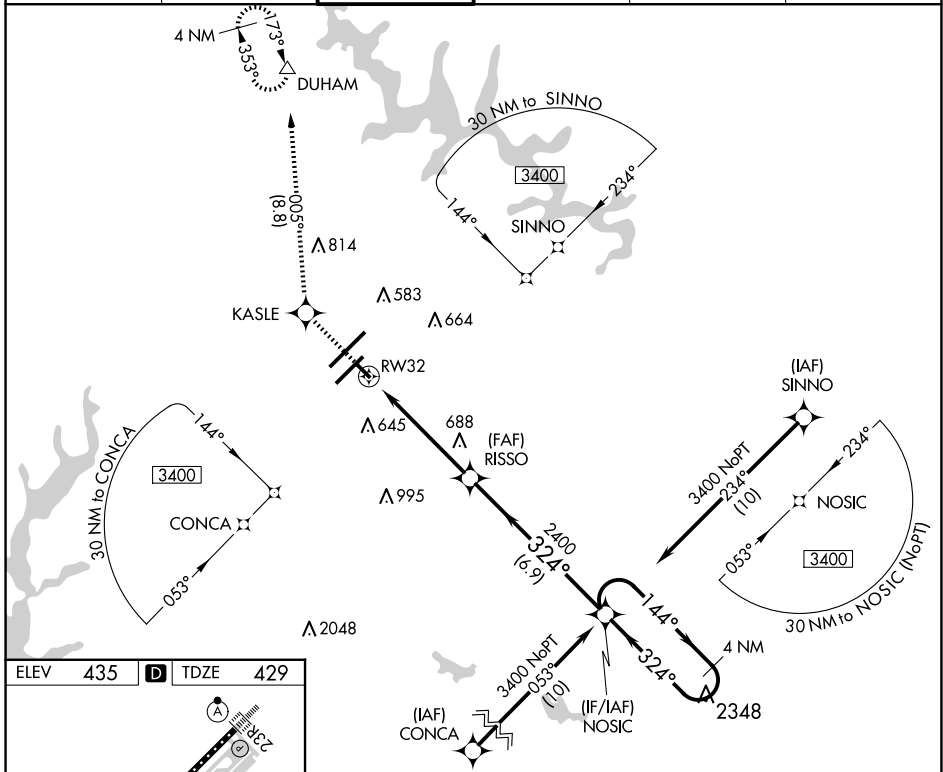 4 NM
173°
353°
DUHAM
30 NM to SINNO
3400
234°
144°
SINNO
005°
(8.8)
814
583
664
KASLE
RW32
(IAF)
SINNO
645
688
(FAF)
RISSO
995
30 NM to CONCA
144°
3400
CONCA
053°
3400 NoPT
234°
(10)
234°
NOSIC
053°
3400
30 NM to NOSIC (NoPT)
2400
324°
(6.9)
144°
4 NM
324°
2348
2048
3400 NoPT
053°
(10)
(IF/IAF)
NOSIC
(IAF)
CONCA
ELEV 435 D TDZE 429
A
23R
P